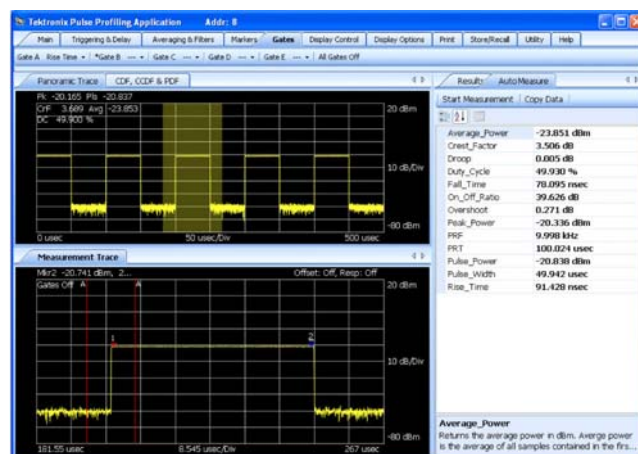 Tektronix Pulse Profiling Application Addr: 8
Main Triggering & Delay Averaging & Filters Markers Gates Display Control Display Options Print Store/Recall Utility Help
Gate A Rise Time *Gate B --- Gate C --- Gate D --- Gate E --- All Gates Off
Panoramic Trace CDF, CCDF & PDF
Pk -20.165 Pls -20.837
CrF 3.689 Avg -23.853
DC 49.900 %
20 dBm
10 dB/Div
-80 dBm
0 usec 50 usec/Div 500 usec
Measurement Trace
Mkr2 -20.741 dBm, 2... Offset: Off, Resp: Off
Gates Off A A 20 dBm
1 2
10 dB/Div
-80 dBm
181.55 usec 8.545 usec/Div 267 usec
Results Auto Measure
Start Measurement Copy Data
Average_Power -23.851 dBm
Crest_Factor 3.506 dB
Droop 0.005 dB
Duty_Cycle 49.930 %
Fall_Time 78.095 nsec
On_Off_Ratio 39.626 dB
Overshoot 0.271 dB
Peak_Power -20.336 dBm
PRF 9.998 kHz
PRT 100.024 usec
Pulse_Power -20.838 dBm
Pulse_Width 49.942 usec
Rise_Time 91.428 nsec
Average_Power
Returns the average power in dBm. Averge power
is the average of all samples contained in the firs...